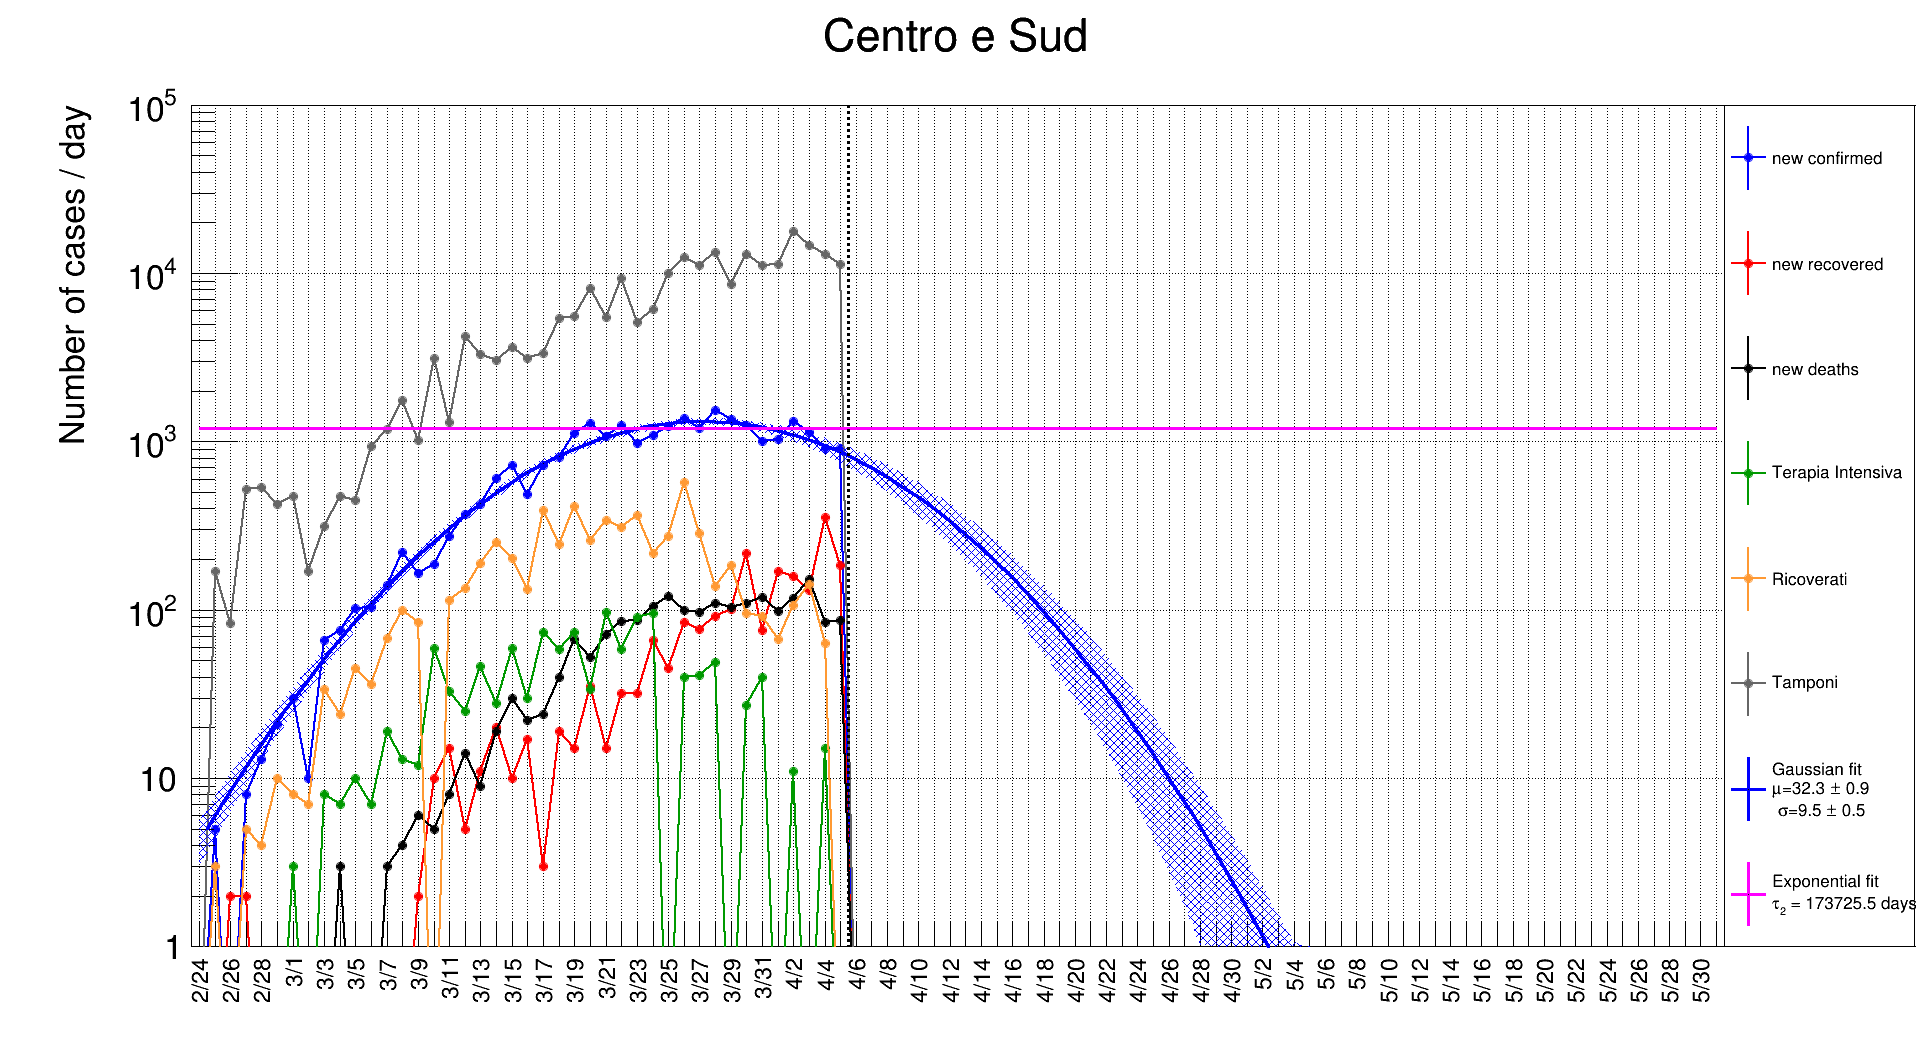 Centro e Sud
Number of cases / day
10^5
10^4
10^3
10^2
10
1
2/24 2/26 2/28 3/1 3/3 3/5 3/7 3/9 3/11 3/13 3/15 3/17 3/19 3/21 3/23 3/25 3/27 3/29 3/31 4/2 4/4 4/6 4/8 4/10 4/12 4/14 4/16 4/18 4/20 4/22 4/24 4/26 4/28 4/30 5/2 5/4 5/6 5/8 5/10 5/12 5/14 5/16 5/18 5/20 5/22 5/24 5/26 5/28 5/30
new confirmed
new recovered
new deaths
Terapia Intensiva
Ricoverati
Tamponi
Gaussian fit
μ=32.3 ± 0.9
σ=9.5 ± 0.5
Exponential fit
τ₂ = 173725.5 days